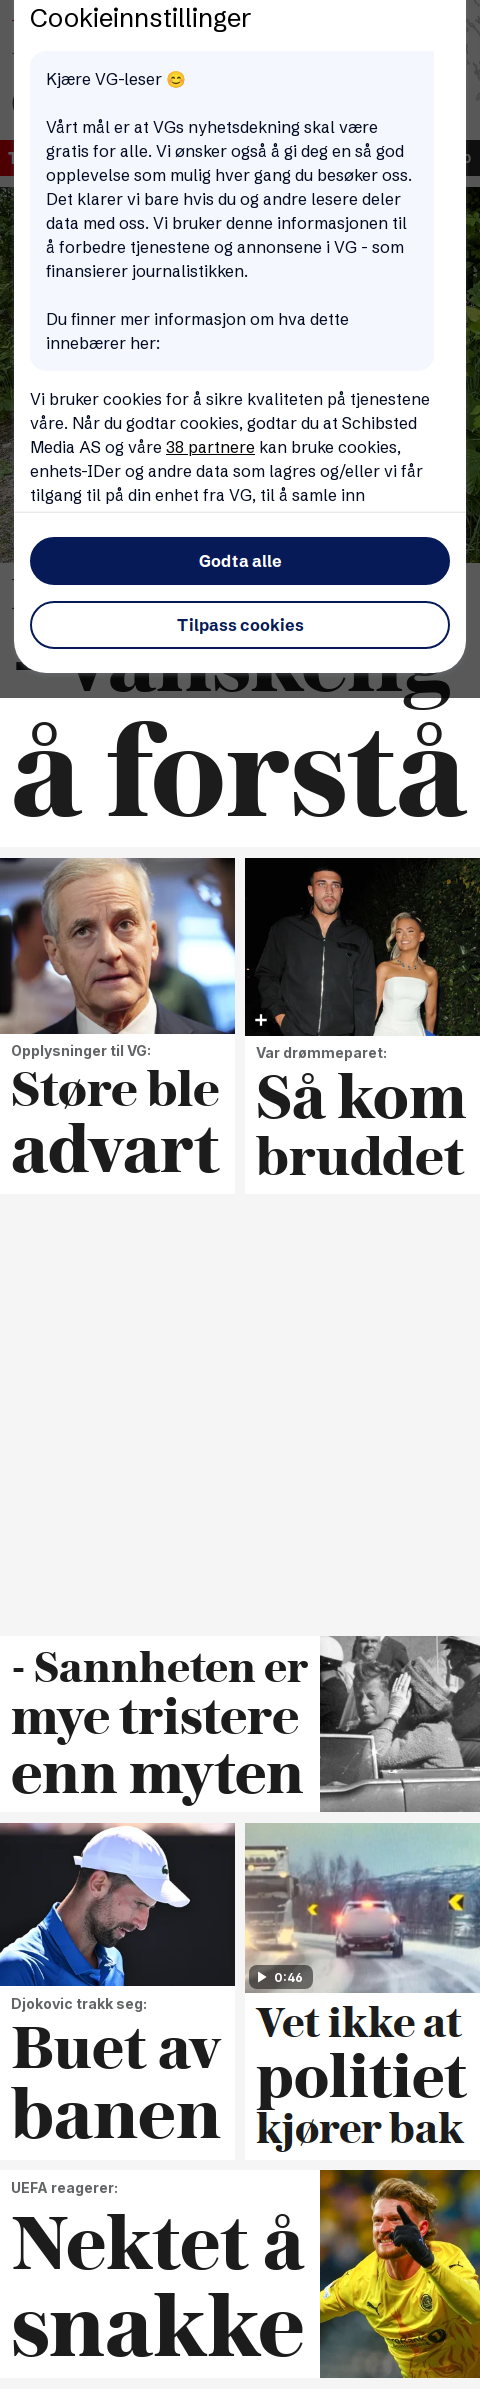 Cookieinnstillinger
Kjære VG-leser 😊
Vårt mål er at VGs nyhetsdekning skal være
gratis for alle. Vi ønsker også å gi deg en så god
opplevelse som mulig hver gang du besøker oss.
Det klarer vi bare hvis du og andre lesere deler
data med oss. Vi bruker denne informasjonen til
å forbedre tjenestene og annonsene i VG - som
finansierer journalistikken.
Du finner mer informasjon om hva dette
innebærer her:
Vi bruker cookies for å sikre kvaliteten på tjenestene
våre. Når du godtar cookies, godtar du at Schibsted
Media AS og våre 38 partnere kan bruke cookies,
enhets-IDer og andre data som lagres og/eller vi får
tilgang til på din enhet fra VG, til å samle inn
Godta alle
Tilpass cookies
- Vanskelig
å forstå
Opplysninger til VG:
Støre ble
advart
Var drømmeparet:
Så kom
bruddet
- Sannheten er
mye tristere
enn myten
Djokovic trakk seg:
Buet av
banen
0:46
Vet ikke at
politiet
kjører bak
UEFA reagerer:
Nektet å
snakke